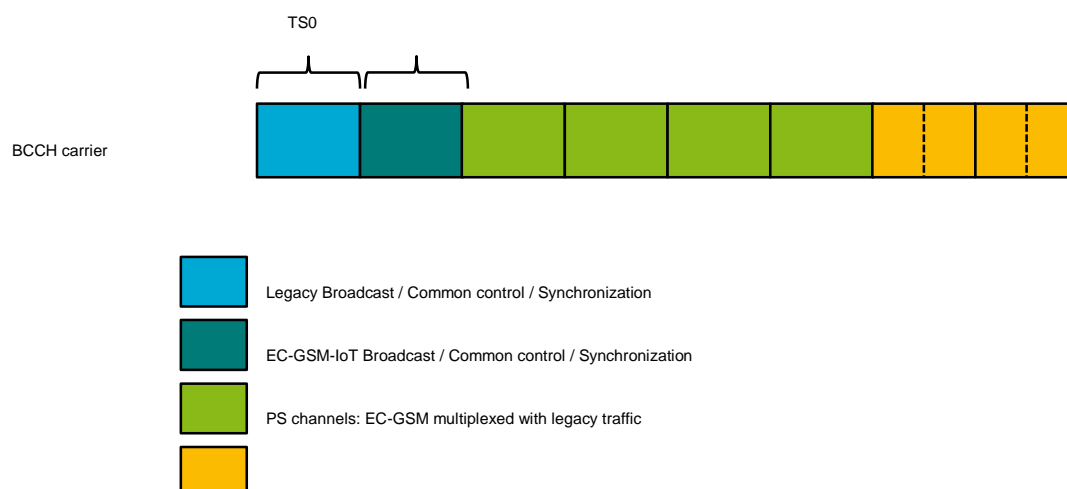 TS0
BCCH carrier
Legacy Broadcast / Common control / Synchronization
EC-GSM-IoT Broadcast / Common control / Synchronization
PS channels: EC-GSM multiplexed with legacy traffic